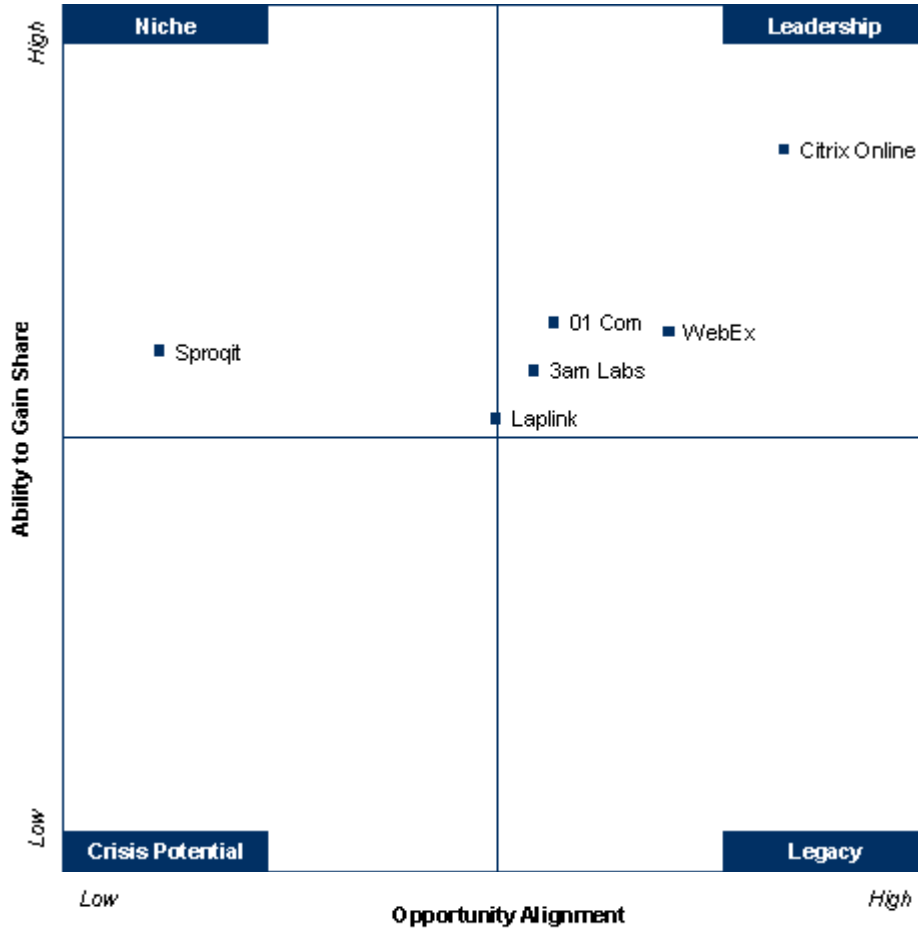 Niche
Leadership
High
Citrix Online
01 Com
WebEx
Sproqit
3am Labs
Laplink
Ability to Gain Share
Low
Crisis Potential
Legacy
Low
High
Opportunity Alignment